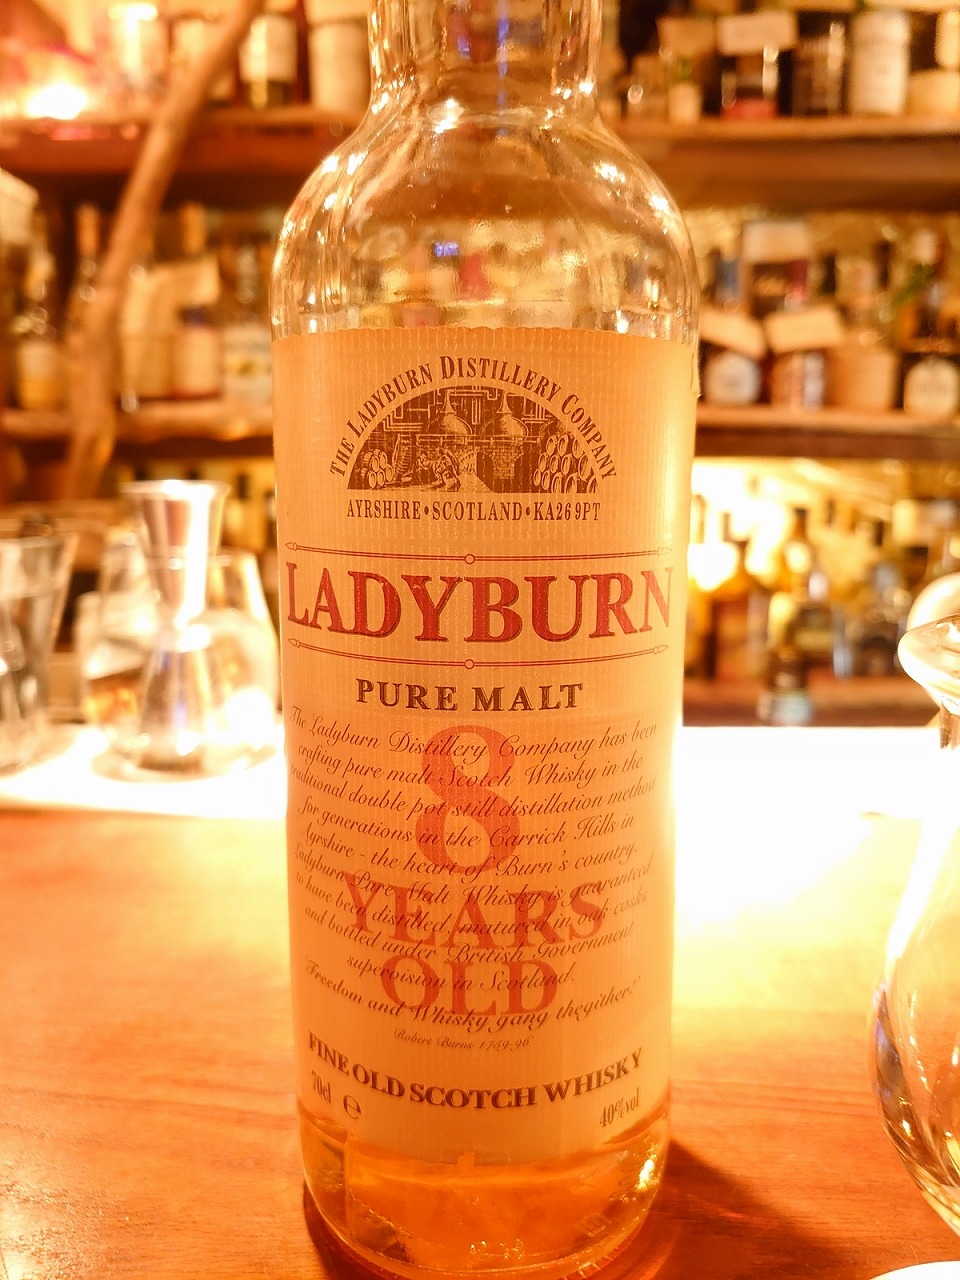 THE LADYBURN DISTILLERY COMPANY
AYRSHIRE•SCOTLAND•KA26 9PT
LADYBURN
PURE MALT
8
YEARS
OLD
The Ladyburn Distillery Company has been
crafting pure malt Scotch Whisky in the
traditional double pot still distillation method
for generations in the Carrick Hills in
Ayrshire - the heart of Burn's country.
Ladyburn Pure Malt Whisky is guaranteed
to have been distilled, matured in oak casks
and bottled under British Government
supervision in Scotland.
"Freedom and Whisky gang thegither."
Robert Burns 1759-96
FINE OLD SCOTCH WHISKY
70cl e
40%vol